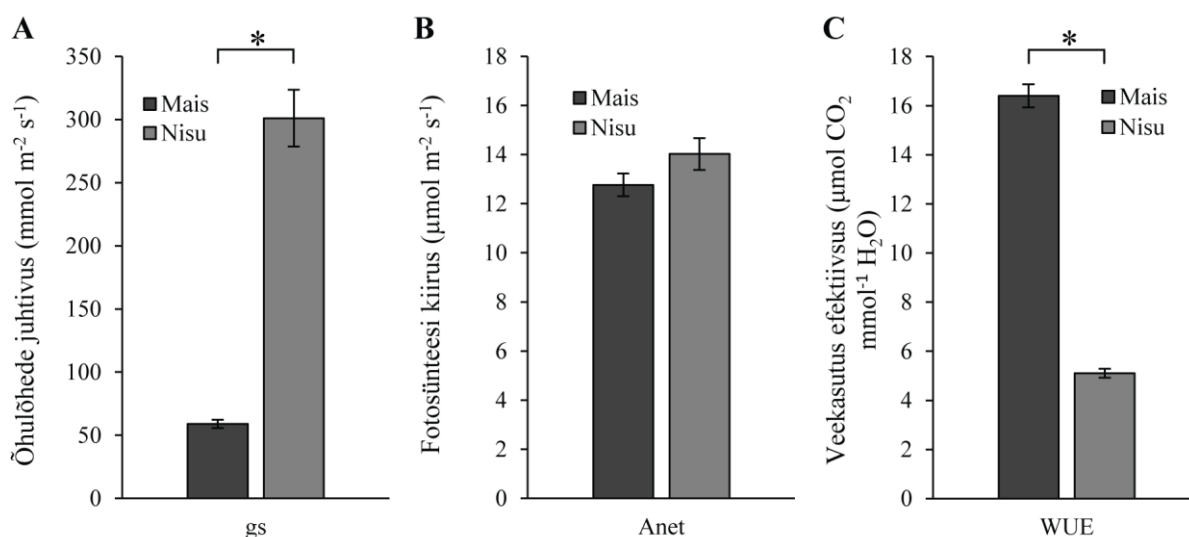 A
Õhulõhede juhtivus (mmol m⁻² s⁻¹)
350
300
250
200
150
100
50
0
*
Mais
Nisu
gs
B
Fotosünteesi kiirus (µmol m⁻² s⁻¹)
18
16
14
12
10
8
6
4
2
0
Mais
Nisu
Anet
C
Veekasutus efektiivsus (µmol CO₂
mmol⁻¹ H₂O)
18
16
14
12
10
8
6
4
2
0
*
Mais
Nisu
WUE